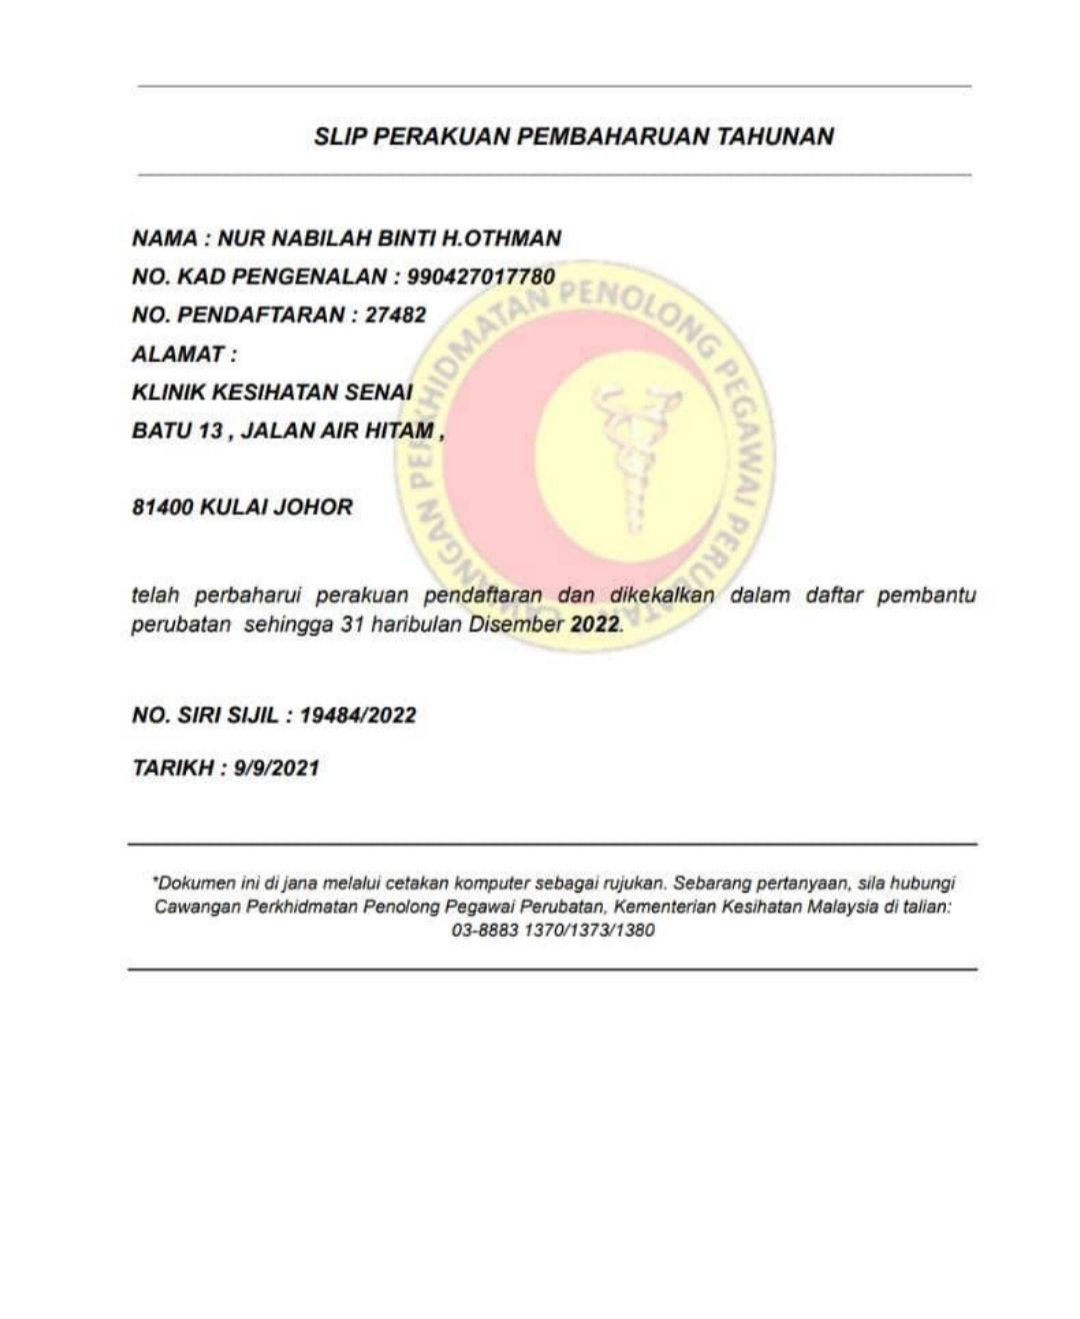 SLIP PERAKUAN PEMBAHARUAN TAHUNAN
NAMA : NUR NABILAH BINTI H.OTHMAN
NO. KAD PENGENALAN : 990427017780
NO. PENDAFTARAN : 27482
ALAMAT :
KLINIK KESIHATAN SENAI
BATU 13 , JALAN AIR HITAM ,
81400 KULAI JOHOR
CAWANGAN PERKHIDMATAN PENOLONG PEGAWAI PERUBATAN
telah perbaharui perakuan pendaftaran dan dikekalkan dalam daftar pembantu
perubatan sehingga 31 haribulan Disember 2022.
NO. SIRI SIJIL : 19484/2022
TARIKH : 9/9/2021
*Dokumen ini di jana melalui cetakan komputer sebagai rujukan. Sebarang pertanyaan, sila hubungi
Cawangan Perkhidmatan Penolong Pegawai Perubatan, Kementerian Kesihatan Malaysia di talian:
03-8883 1370/1373/1380